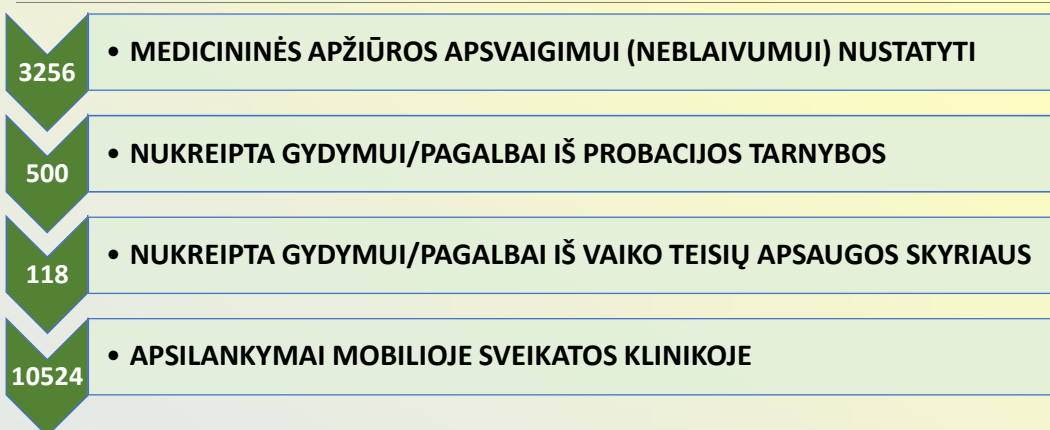 3256
• MEDICININĖS APŽIŪROS APSVAIGIMUI (NEBLAIVUMUI) NUSTATYTI
500
• NUKREIPTA GYDYMUI/PAGALBAI IŠ PROBACIJOS TARNYBOS
118
• NUKREIPTA GYDYMUI/PAGALBAI IŠ VAIKO TEISIŲ APSAUGOS SKYRIAUS
10524
• APSILANKYMAI MOBILIOJE SVEIKATOS KLINIKOJE